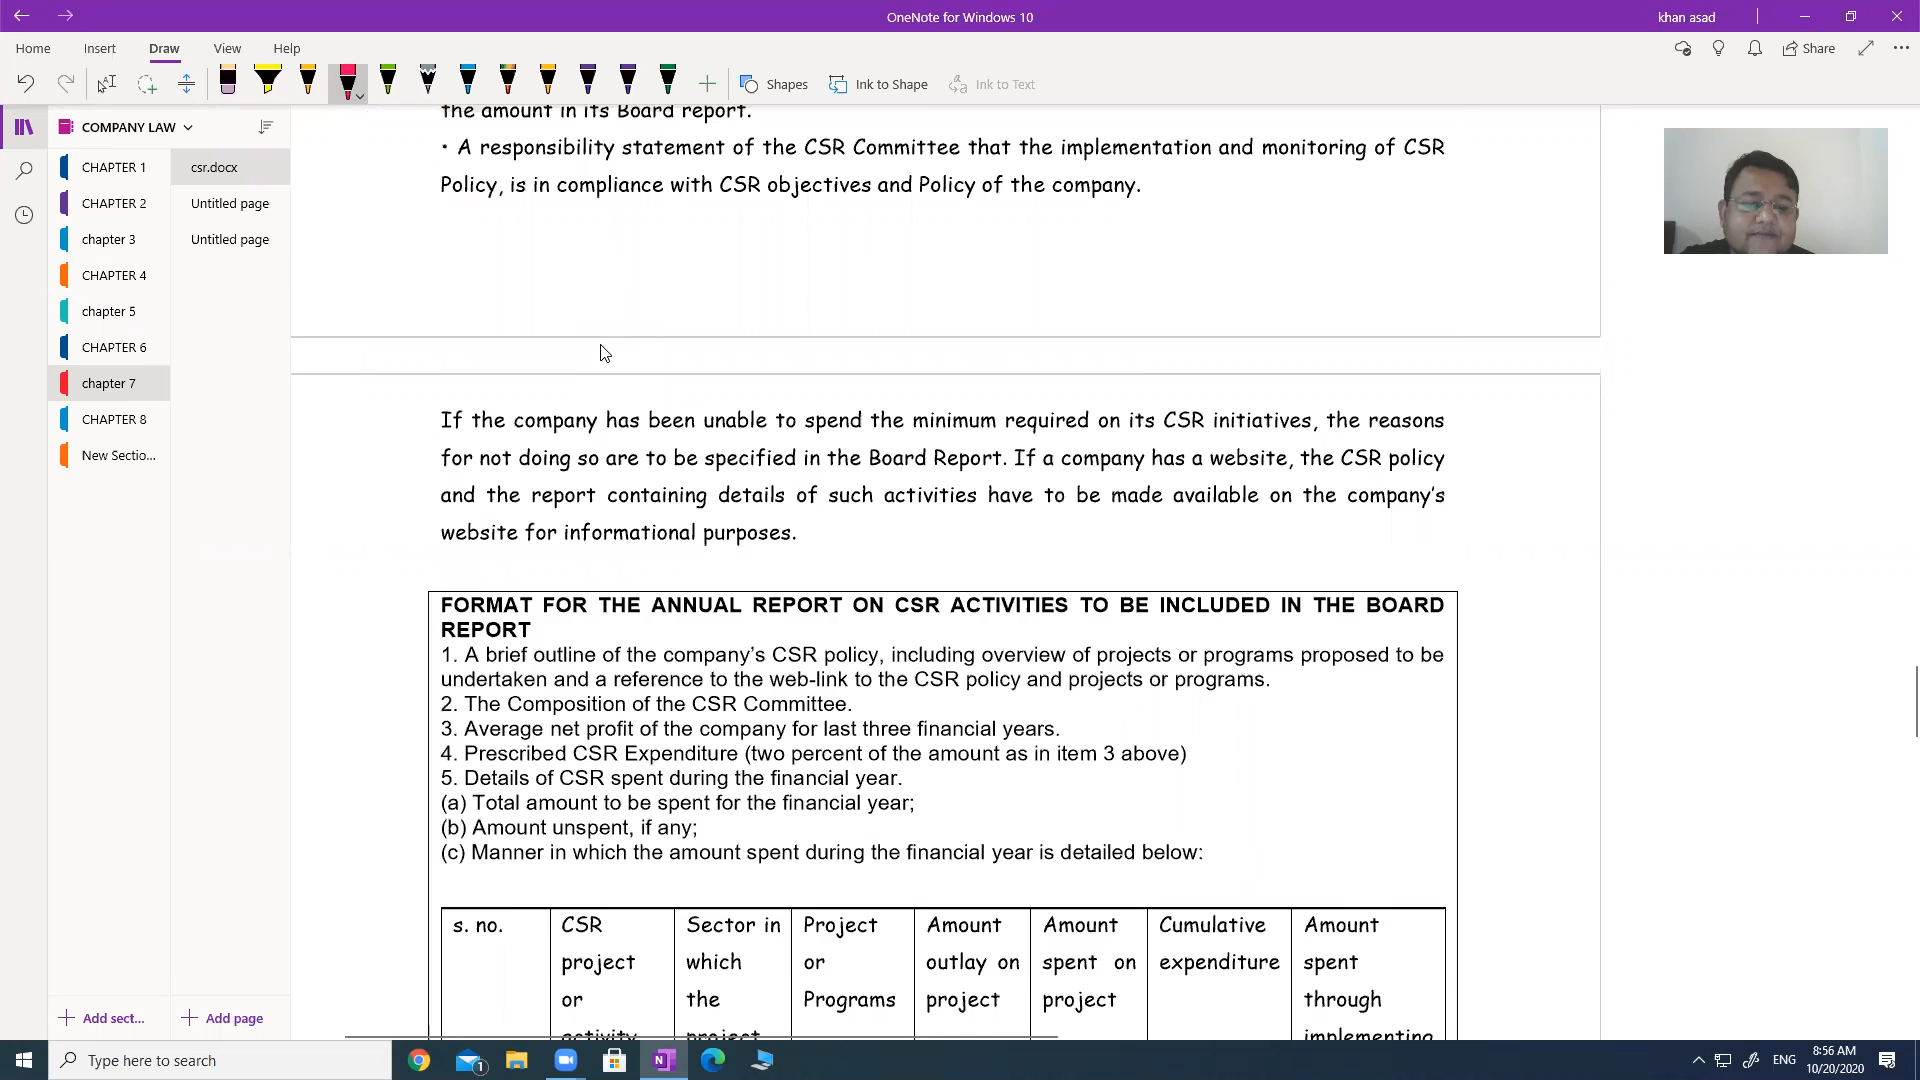 OneNote for Windows 10
khan asad
Home
Insert
Draw
View
Help
Share
Shapes
Ink to Shape
Ink to Text
COMPANY LAW
CHAPTER 1
CHAPTER 2
chapter 3
CHAPTER 4
chapter 5
CHAPTER 6
chapter 7
CHAPTER 8
New Sectio...
csr.docx
Untitled page
Untitled page
the amount in its Board report.
• A responsibility statement of the CSR Committee that the implementation and monitoring of CSR
Policy, is in compliance with CSR objectives and Policy of the company.
If the company has been unable to spend the minimum required on its CSR initiatives, the reasons
for not doing so are to be specified in the Board Report. If a company has a website, the CSR policy
and the report containing details of such activities have to be made available on the company's
website for informational purposes.
FORMAT FOR THE ANNUAL REPORT ON CSR ACTIVITIES TO BE INCLUDED IN THE BOARD
REPORT
1. A brief outline of the company's CSR policy, including overview of projects or programs proposed to be
undertaken and a reference to the web-link to the CSR policy and projects or programs.
2. The Composition of the CSR Committee.
3. Average net profit of the company for last three financial years.
4. Prescribed CSR Expenditure (two percent of the amount as in item 3 above)
5. Details of CSR spent during the financial year.
(a) Total amount to be spent for the financial year;
(b) Amount unspent, if any;
(c) Manner in which the amount spent during the financial year is detailed below:
s. no.
CSR
project
or
activity
Sector in
which
the
project
Project
or
Programs
Amount
outlay on
project
Amount
spent on
project
Cumulative
expenditure
Amount
spent
through
implementing
Add sect...
Add page
Type here to search
1
ENG
8:56 AM
10/20/2020